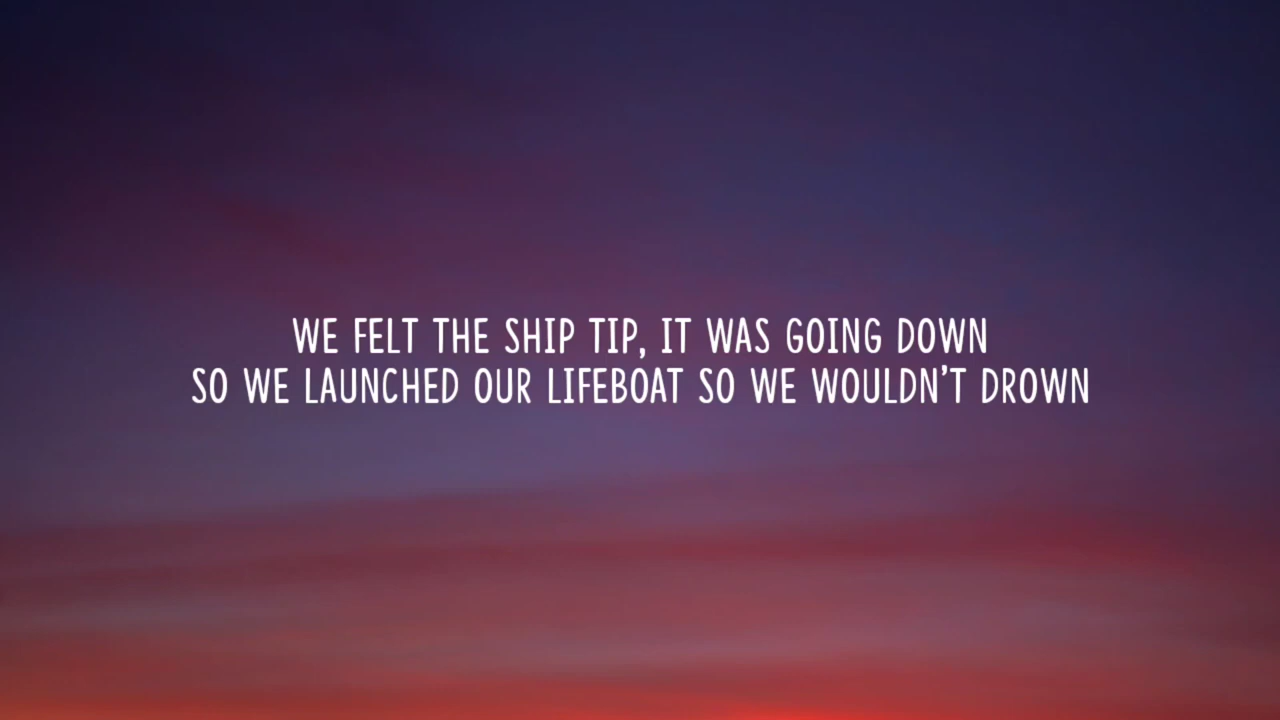 WE FELT THE SHIP TIP, IT WAS GOING DOWN
SO WE LAUNCHED OUR LIFEBOAT SO WE WOULDN'T DROWN